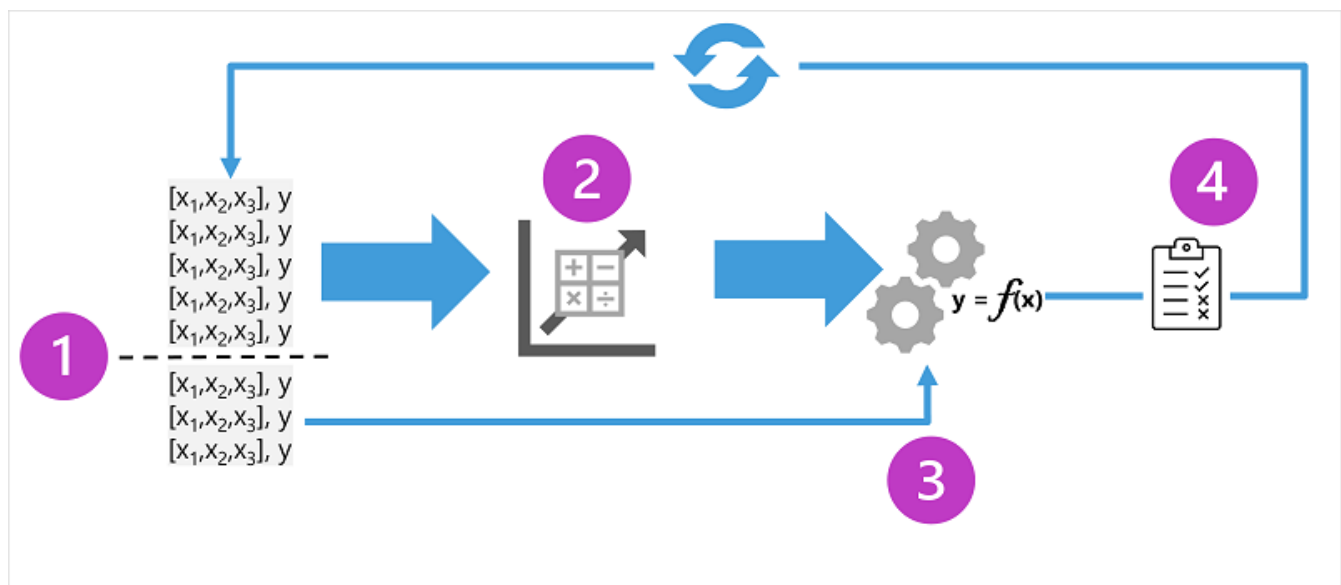 2
4
[x₁,x₂,x₃], y
[x₁,x₂,x₃], y
[x₁,x₂,x₃], y
[x₁,x₂,x₃], y
[x₁,x₂,x₃], y
+ −
× ÷
y = f(x)
1
[x₁,x₂,x₃], y
[x₁,x₂,x₃], y
[x₁,x₂,x₃], y
3